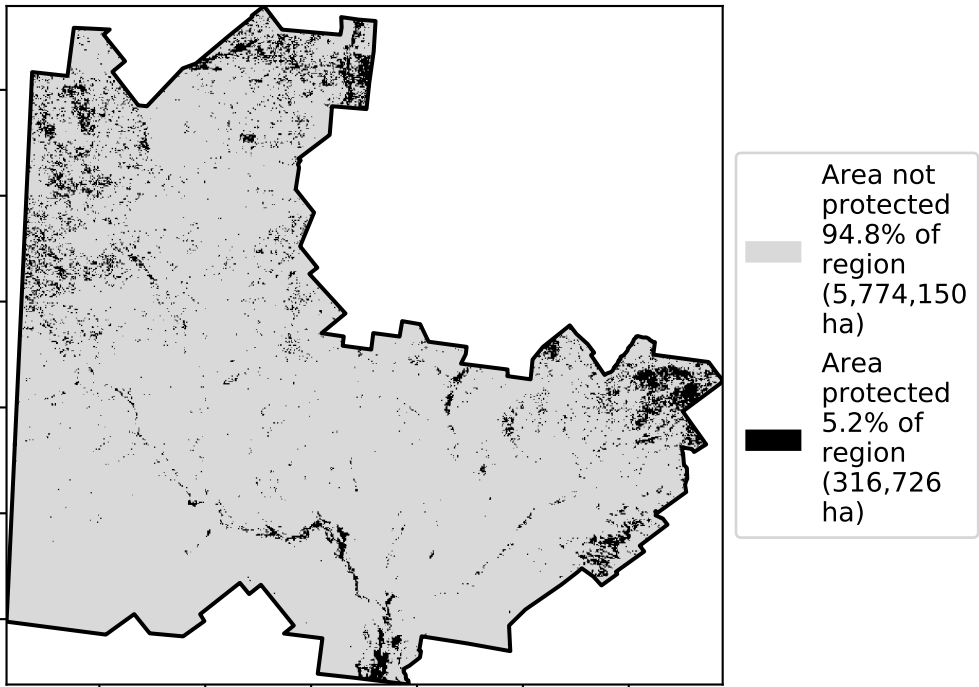 Area not
protected
94.8% of
region
(5,774,150
ha)
Area
protected
5.2% of
region
(316,726
ha)